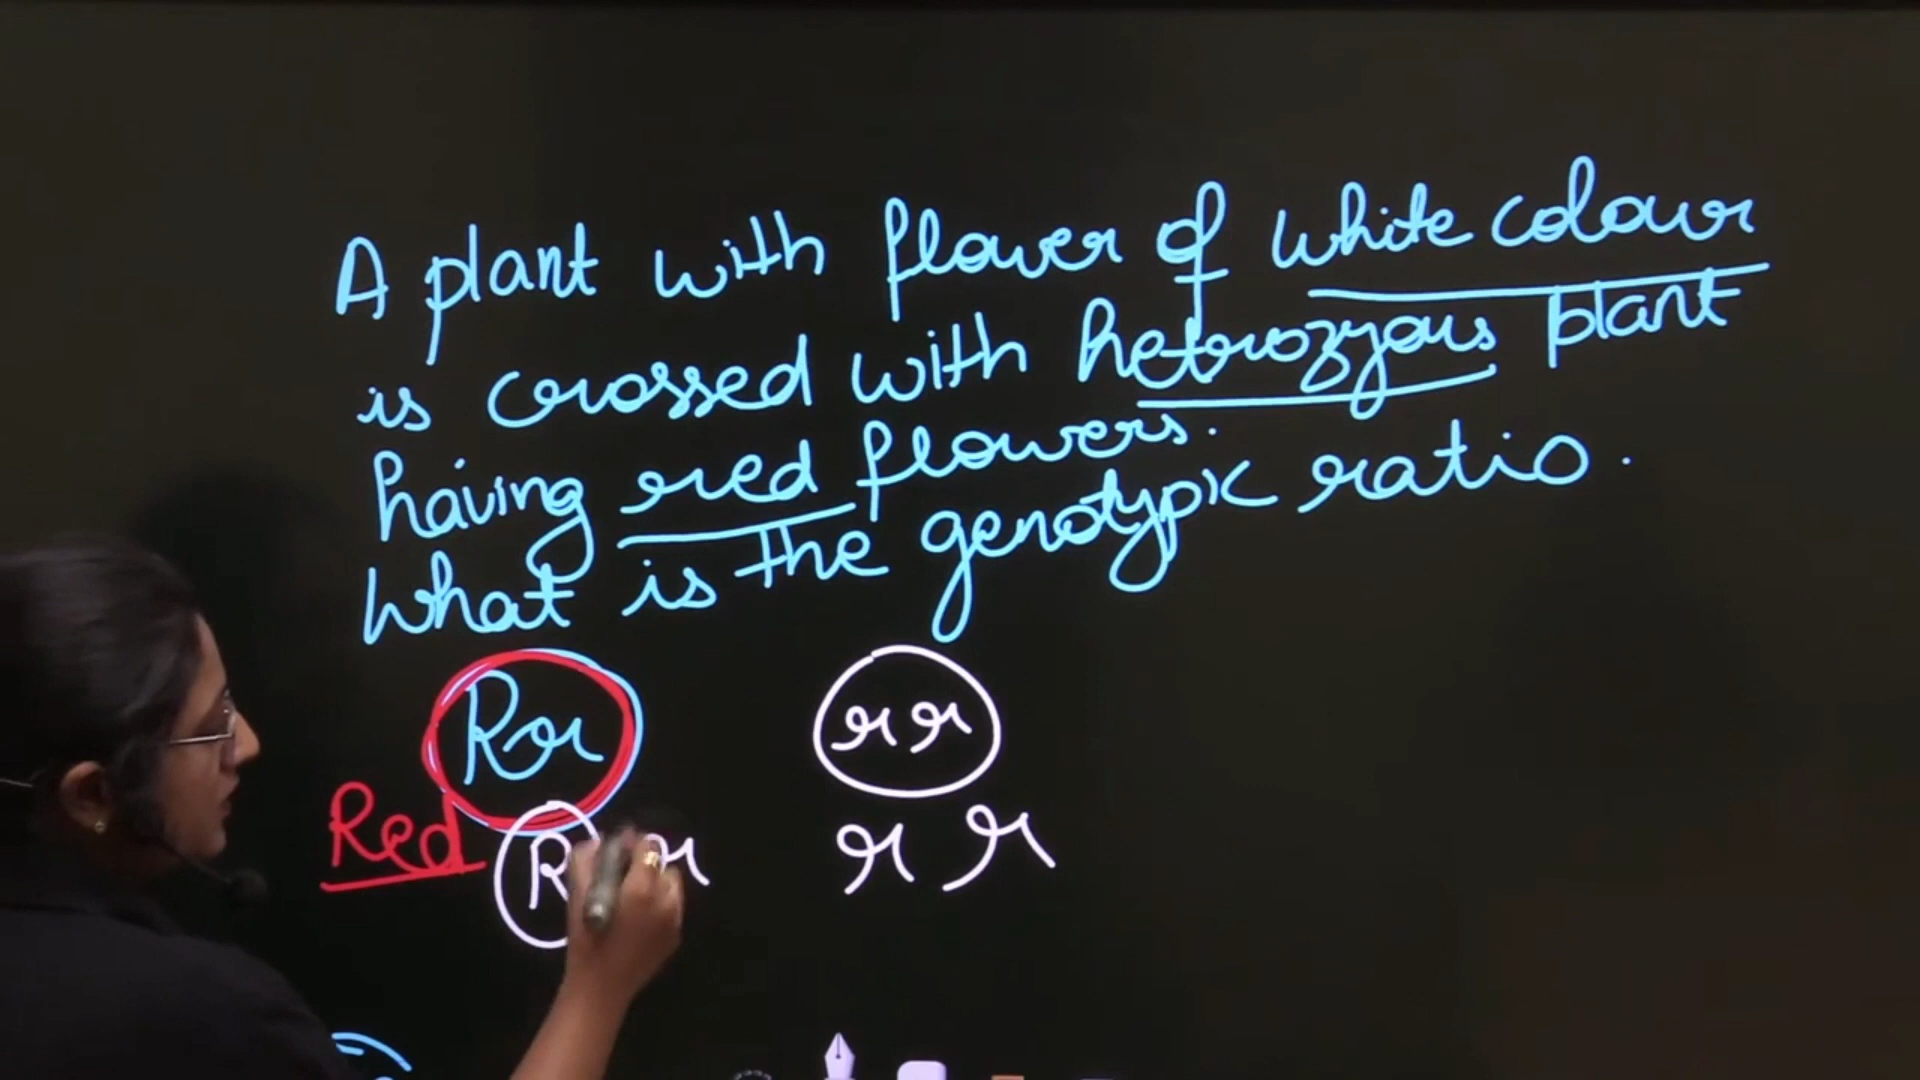 A plant with flower of white colour
is crossed with hetrozygous plant
having red flowers.
What is the genotypic ratio.
Rr rr
Red R r r r